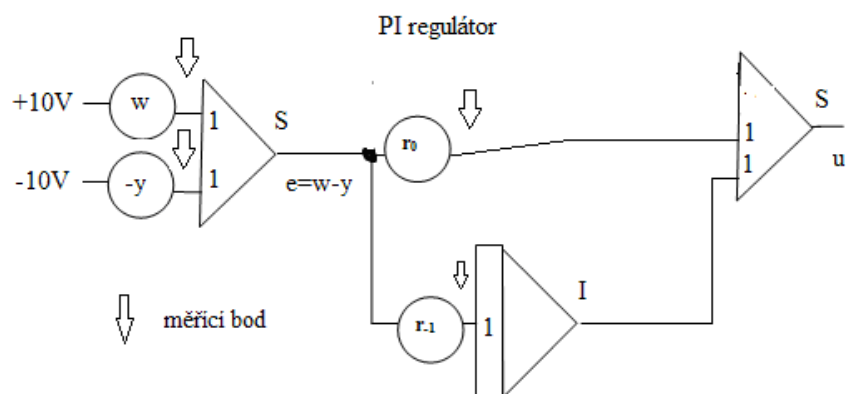 PI regulátor
+10V
w
1
S
-10V
-y
1
e=w-y
r₀
1
1
S
u
r₋₁
1
I
měřicí bod